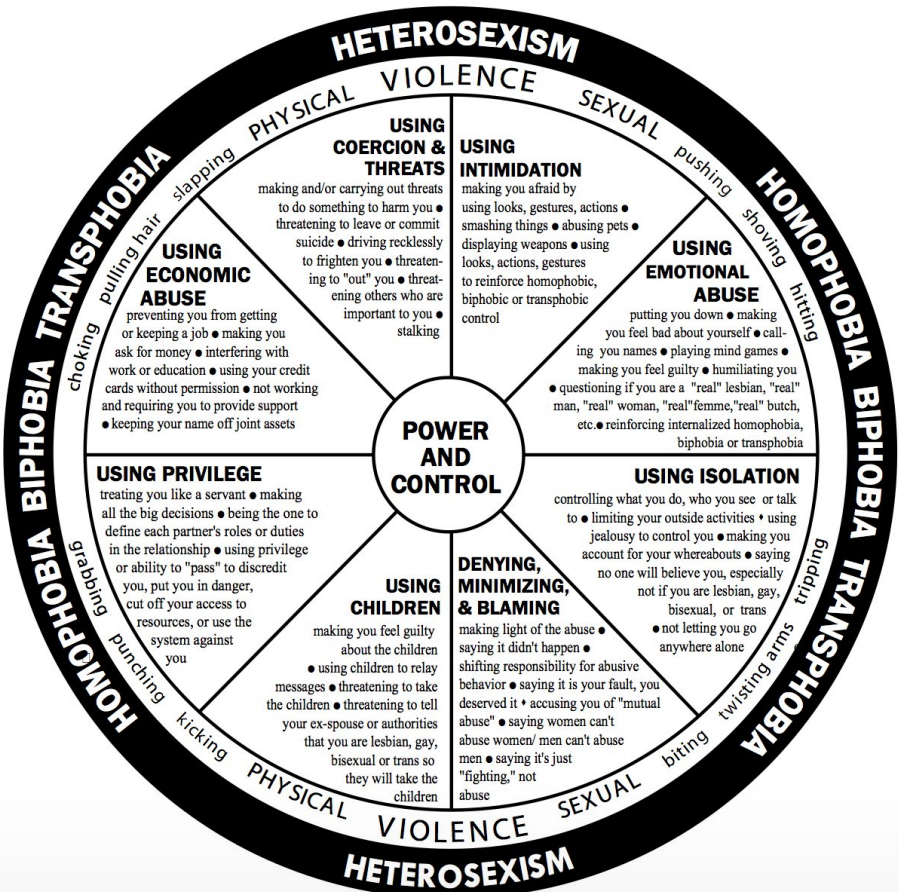 HETEROSEXISM
HOMOPHOBIA BIPHOBIA TRANSPHOBIA
HETEROSEXISM
HOMOPHOBIA BIPHOBIA TRANSPHOBIA
PHYSICAL VIOLENCE SEXUAL
pushing
shoving
hitting
tripping
twisting arms
biting
PHYSICAL VIOLENCE SEXUAL
kicking
punching
grabbing
choking
pulling hair
slapping
USING
COERCION &
THREATS
making and/or carrying out threats
to do something to harm you ●
threatening to leave or commit
suicide ● driving recklessly
to frighten you ● threaten-
ing to "out" you ● threat-
ening others who are
important to you ●
stalking
USING
INTIMIDATION
making you afraid by
using looks, gestures, actions ●
smashing things ● abusing pets ●
displaying weapons ● using
looks, actions, gestures
to reinforce homophobic,
biphobic or transphobic
control
USING
EMOTIONAL
ABUSE
putting you down ● making
you feel bad about yourself ● call-
ing you names ● playing mind games ●
making you feel guilty ● humiliating you
● questioning if you are a "real" lesbian, "real"
man, "real" woman, "real"femme,"real" butch,
etc.● reinforcing internalized homophobia,
biphobia or transphobia
USING ISOLATION
controlling what you do, who you see or talk
to ● limiting your outside activities ♦ using
jealousy to control you ● making you
account for your whereabouts ● saying
no one will believe you, especially
not if you are lesbian, gay,
bisexual, or trans
● not letting you go
anywhere alone
DENYING,
MINIMIZING,
& BLAMING
making light of the abuse ●
saying it didn't happen ●
shifting responsibility for abusive
behavior ● saying it is your fault, you
deserved it ♦ accusing you of "mutual
abuse" ● saying women can't
abuse women/ men can't abuse
men ● saying it's just
"fighting," not
abuse
USING
CHILDREN
making you feel guilty
about the children
● using children to relay
messages ● threatening to take
the children ● threatening to tell
your ex-spouse or authorities
that you are lesbian, gay,
bisexual or trans so
they will take the
children
USING PRIVILEGE
treating you like a servant ● making
all the big decisions ● being the one to
define each partner's roles or duties
in the relationship ● using privilege
or ability to "pass" to discredit
you, put you in danger,
cut off your access to
resources, or use the
system against
you
USING
ECONOMIC
ABUSE
preventing you from getting
or keeping a job ● making you
ask for money ● interfering with
work or education ● using your credit
cards without permission ● not working
and requiring you to provide support
● keeping your name off joint assets
POWER
AND
CONTROL